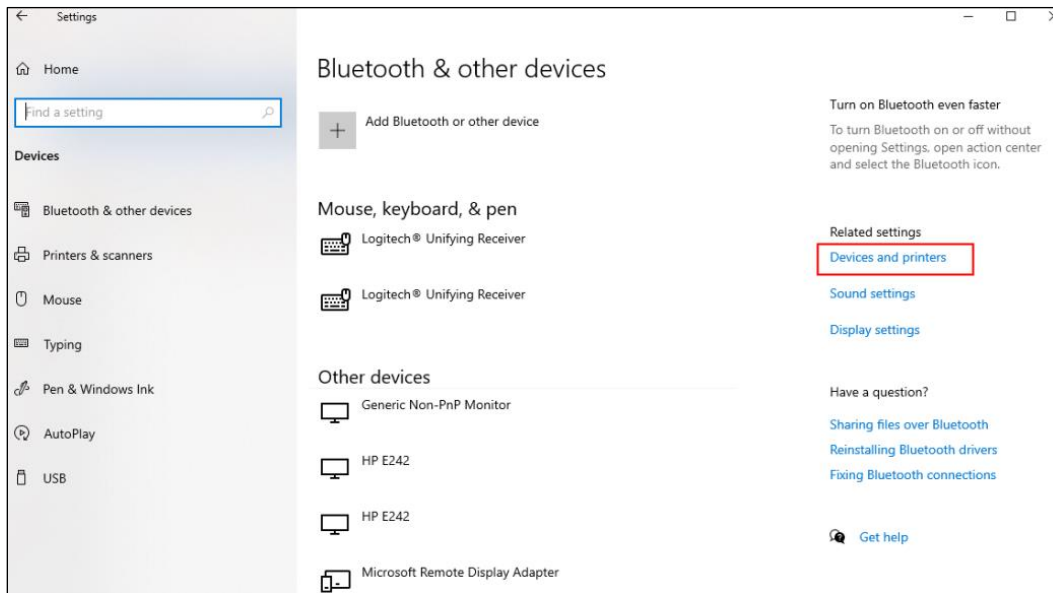 Settings
Home
Find a setting
Devices
Bluetooth & other devices
Printers & scanners
Mouse
Typing
Pen & Windows Ink
AutoPlay
USB
Bluetooth & other devices
Add Bluetooth or other device
Mouse, keyboard, & pen
Logitech® Unifying Receiver
Logitech® Unifying Receiver
Other devices
Generic Non-PnP Monitor
HP E242
HP E242
Microsoft Remote Display Adapter
Turn on Bluetooth even faster
To turn Bluetooth on or off without
opening Settings, open action center
and select the Bluetooth icon.
Related settings
Devices and printers
Sound settings
Display settings
Have a question?
Sharing files over Bluetooth
Reinstalling Bluetooth drivers
Fixing Bluetooth connections
Get help